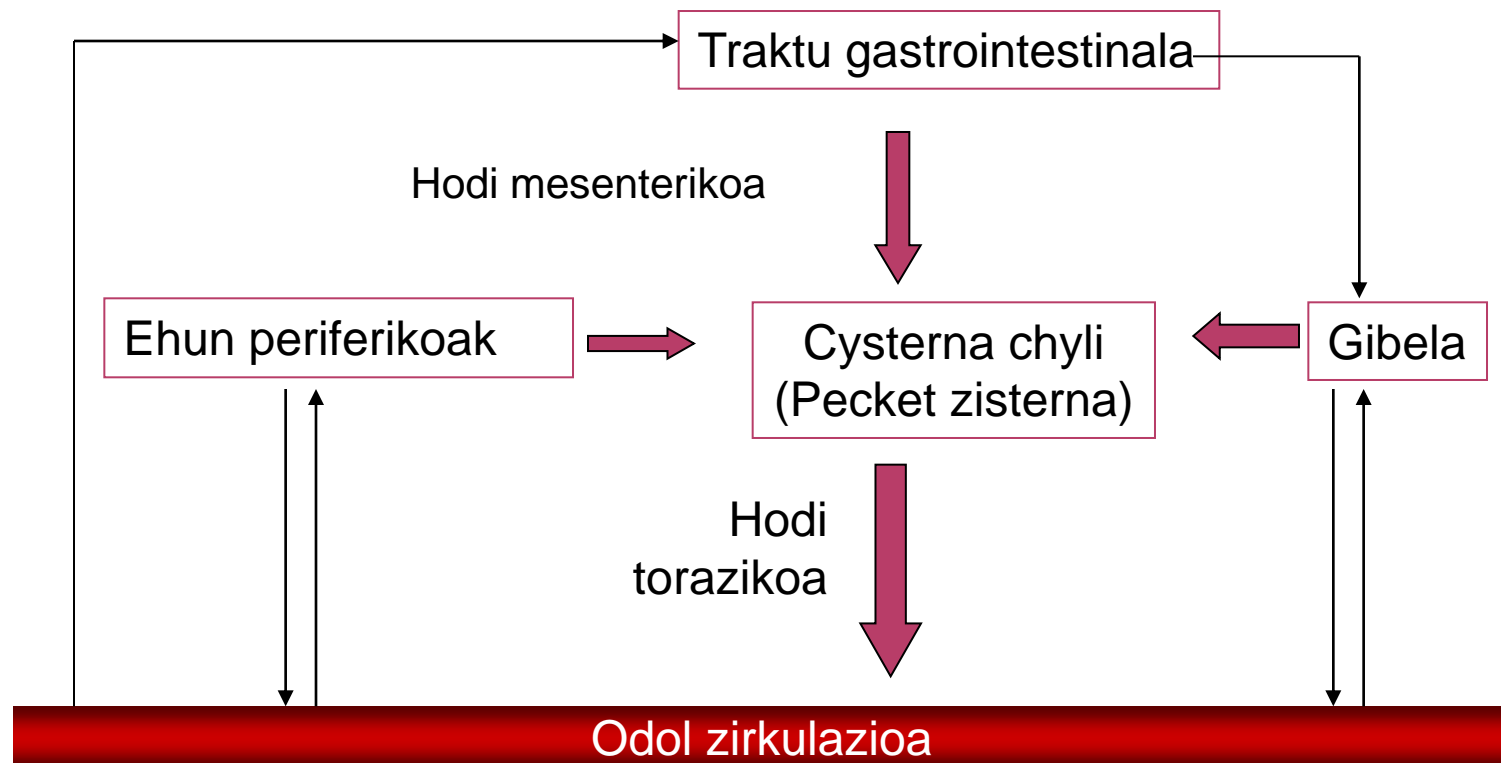 Traktu gastrointestinala
Hodi mesenterikoa
Ehun periferikoak
Cysterna chyli
(Pecket zisterna)
Gibela
Hodi
torazikoa
Odol zirkulazioa